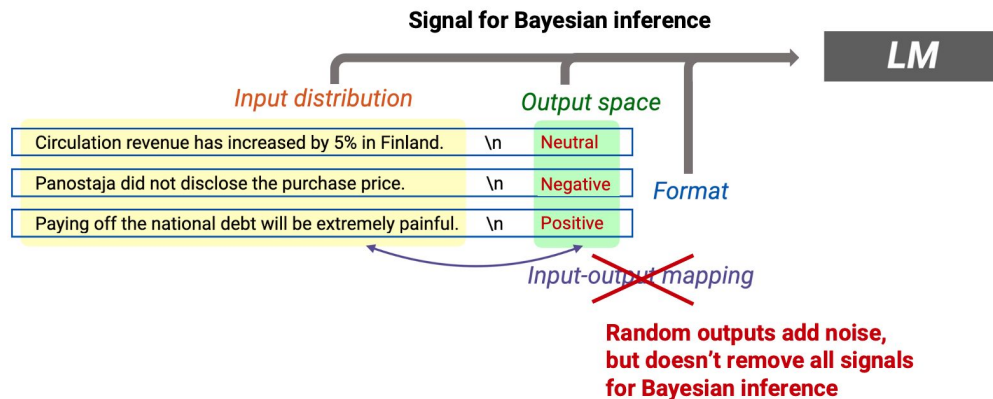 Signal for Bayesian inference
LM
Input distribution
Output space
Circulation revenue has increased by 5% in Finland. \n Neutral
Panostaja did not disclose the purchase price. \n Negative
Format
Paying off the national debt will be extremely painful. \n Positive
Input-output mapping
Random outputs add noise,
but doesn't remove all signals
for Bayesian inference